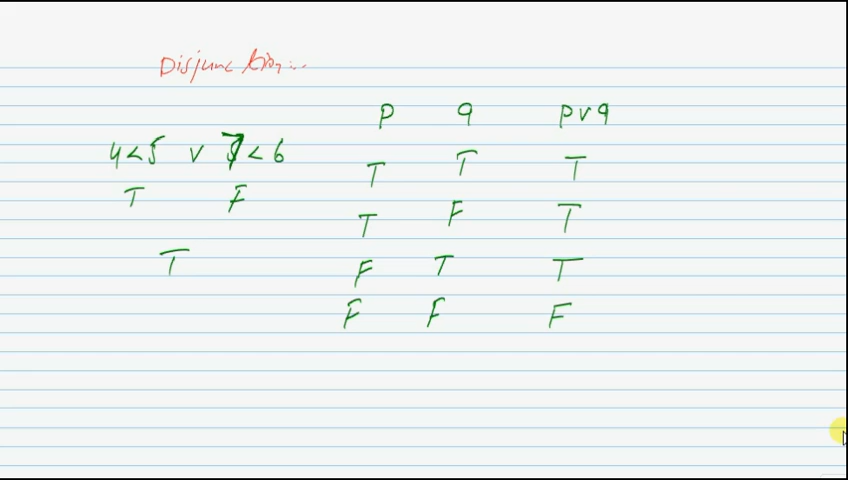 Disjunction...
p q p v q
4<5 v 7<6
T T T
T F
T F T
T
F T T
F F F